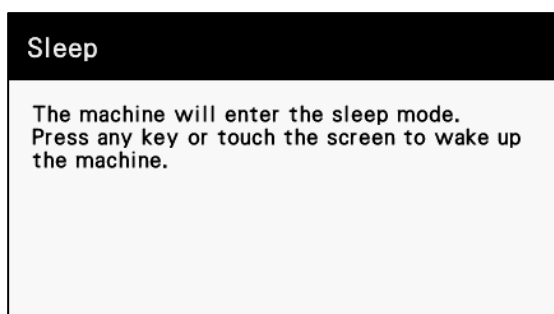 Sleep
The machine will enter the sleep mode.
Press any key or touch the screen to wake up
the machine.